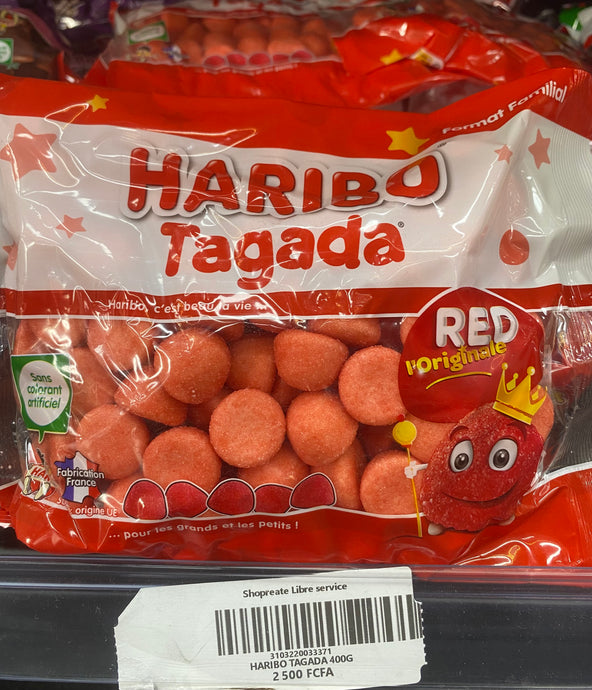 Format Familial
HARIBO
Tagada®
Haribo, c'est beau la vie ...
RED
l'Originale
Sans
colorant
artificiel
Fabrication
France
origine UE
... pour les grands et les petits !
Shopreate Libre service
3103220033371
HARIBO TAGADA 400G
2 500 FCFA